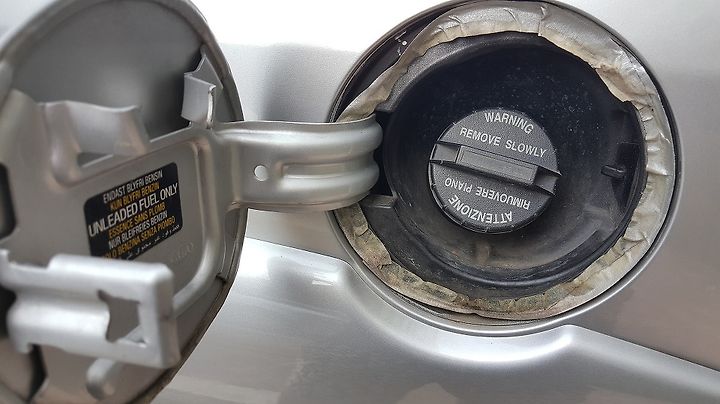 ENDAST BLYFRI BENSIN
KUN BLYFRI BENZIN
UNLEADED FUEL ONLY
ESSENCE SANS PLOMB
NUR BLEIFREIES BENZIN
SOLO BENZINA SENZA PIOMBO
WARNING
REMOVE SLOWLY
ATTENZIONE
RIMUOVERE PIANO